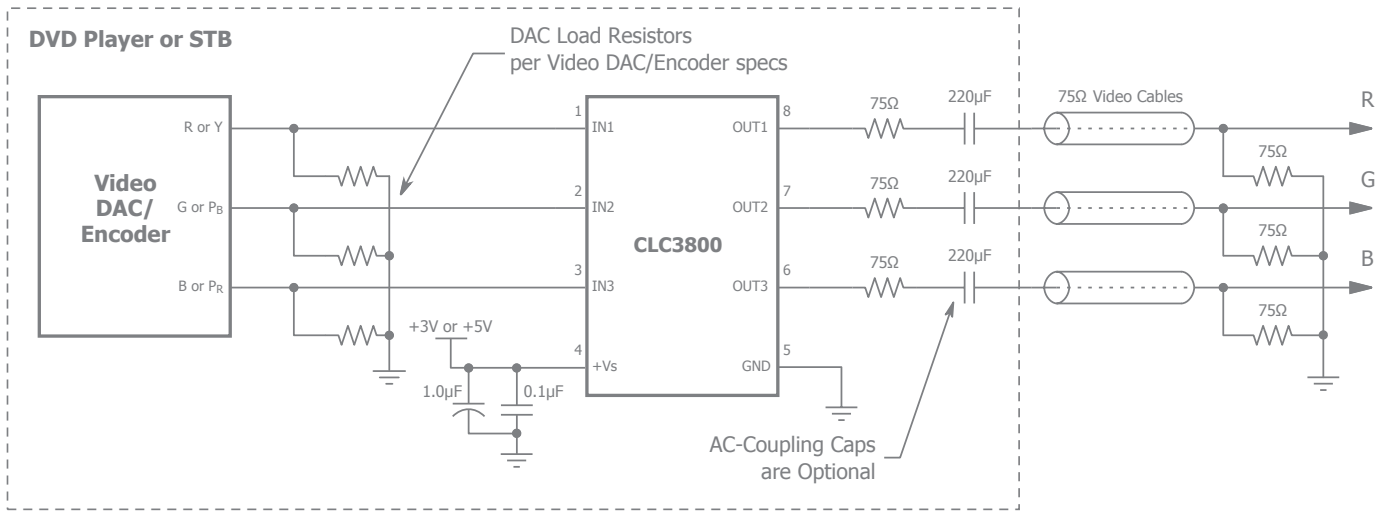 DVD Player or STB
DAC Load Resistors
per Video DAC/Encoder specs
Video
DAC/
Encoder
R or Y
G or PB
B or PR
1
IN1
2
IN2
3
IN3
4
+Vs
CLC3800
8
OUT1
7
OUT2
6
OUT3
5
GND
+3V or +5V
1.0µF
0.1µF
75Ω
220µF
75Ω
220µF
75Ω
220µF
AC-Coupling Caps
are Optional
75Ω Video Cables
75Ω
75Ω
75Ω
R
G
B